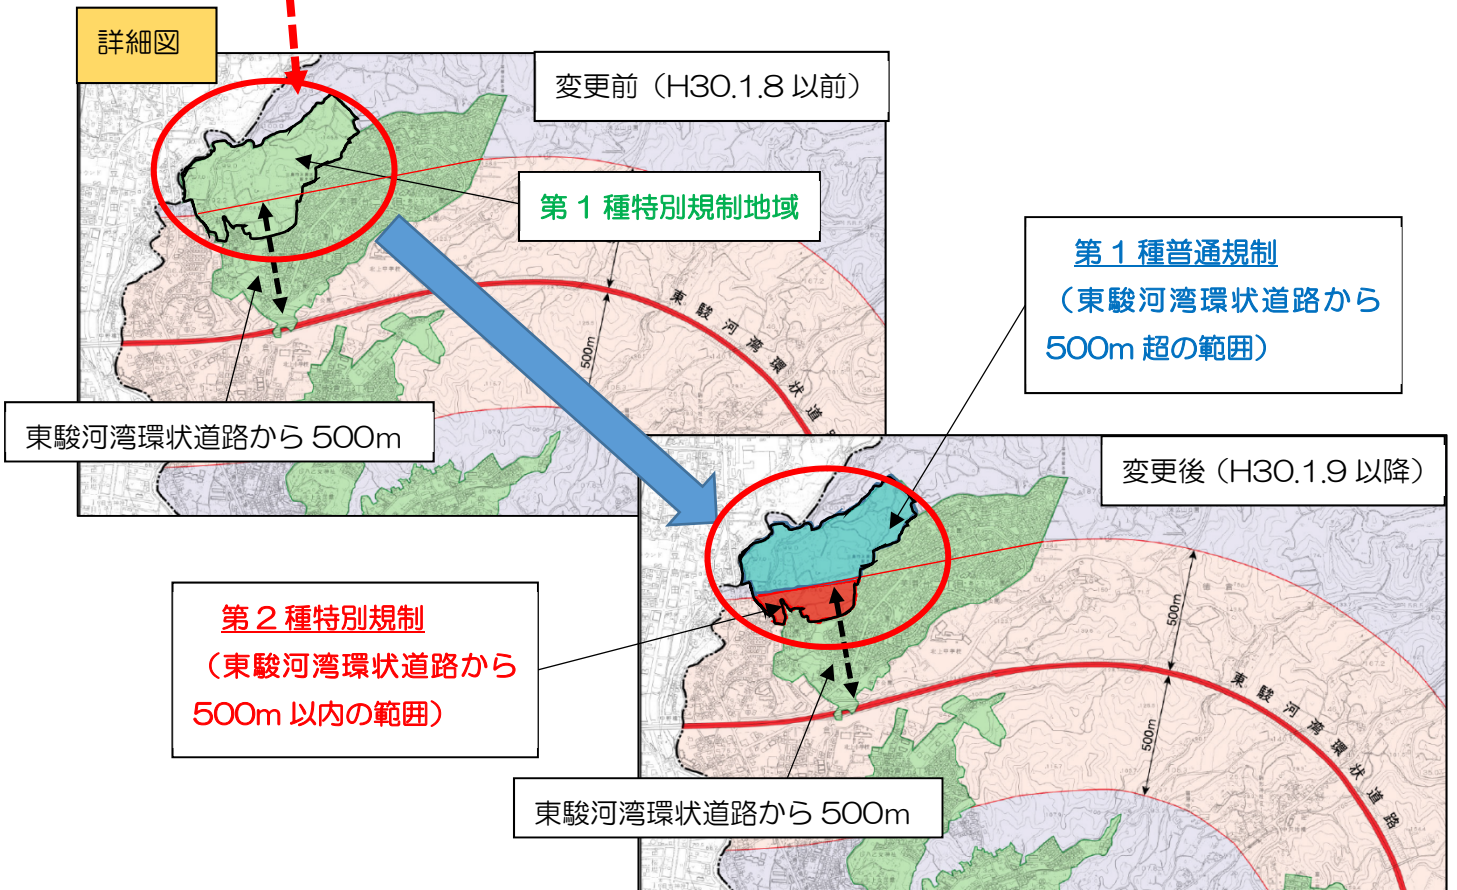 詳細図
変更前（H30.1.8 以前）
第１種特別規制地域
東駿河湾環状道
500m
東駿河湾環状道路から 500m
第１種普通規制
（東駿河湾環状道路から
500m 超の範囲）
変更後（H30.1.9 以降）
第２種特別規制
（東駿河湾環状道路から
500m 以内の範囲）
500m
500m
東駿河湾環状道路
東駿河湾環状道路から 500m